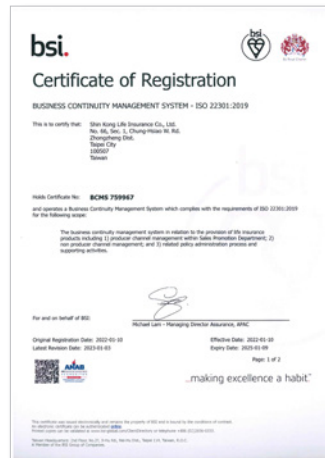 bsi.
bsi.
Certificate of Registration
BUSINESS CONTINUITY MANAGEMENT SYSTEM - ISO 22301:2019
This is to certify that: Shin Kong Life Insurance Co., Ltd.
No. 66, Sec. 1, Chung-Hsiao W. Rd.
Zhongzheng Dist.
Taipei City
100507
Taiwan
Holds Certificate No: BCMS 759967
and operates a Business Continuity Management System which complies with the requirements of ISO 22301:2019
for the following scope:
The business continuity management system in relation to the provision of life insurance
products including 1) producer channel management within Sales Promotion Department; 2)
non producer channel management; and 3) related policy administration process and
supporting activities.
For and on behalf of BSI:
Michael Lam - Managing Director Assurance, APAC
Original Registration Date: 2022-01-10 Effective Date: 2022-01-10
Latest Revision Date: 2023-01-03 Expiry Date: 2025-01-09
Page: 1 of 2
ANAB
...making excellence a habit.™